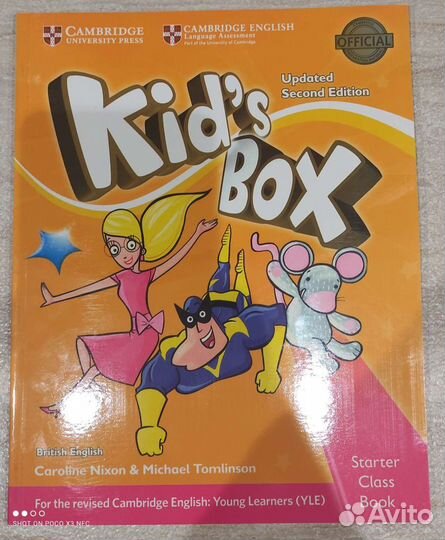 CAMBRIDGE
UNIVERSITY PRESS
CAMBRIDGE ENGLISH
Language Assessment
Part of the University of Cambridge
OFFICIAL
Updated
Second Edition
Kid's
Box
British English
Caroline Nixon & Michael Tomlinson
Starter
Class
Book
For the revised Cambridge English: Young Learners (YLE)
SHOT ON POCO X3 NFC
Avito